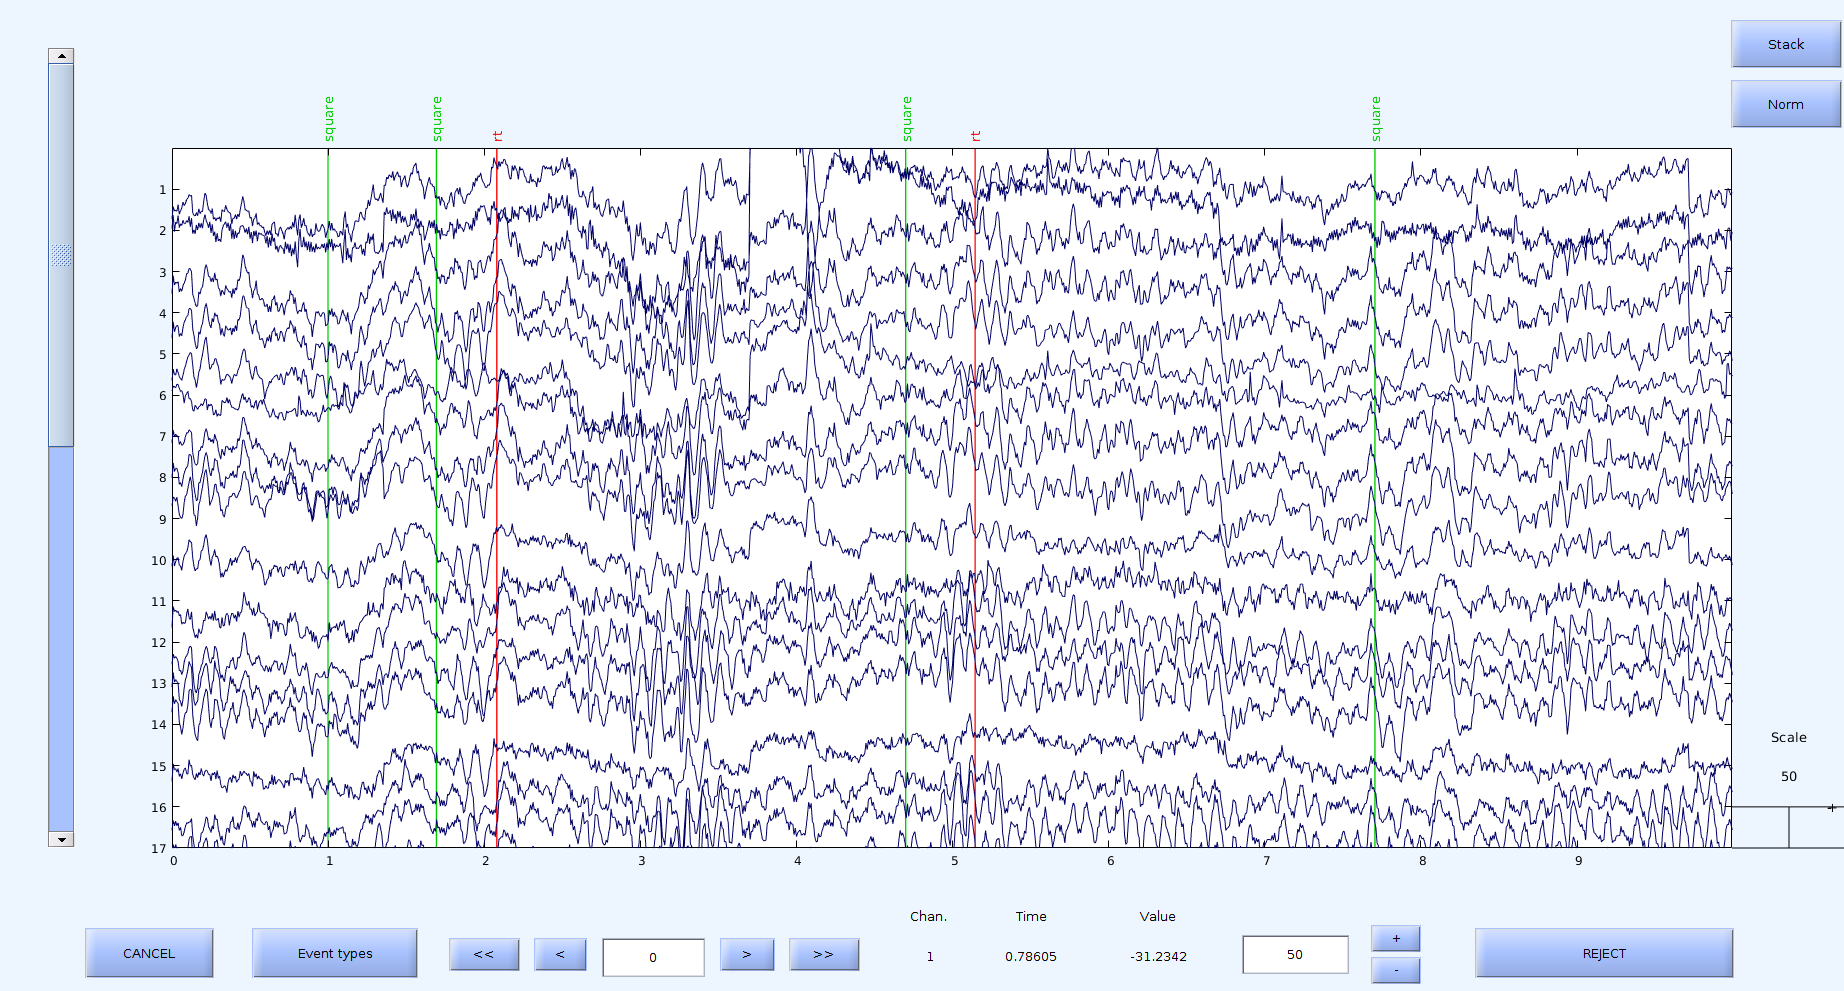 Stack
Norm
square
square
rt
square
rt
square
1
2
3
4
5
6
7
8
9
10
11
12
13
14
15
16
17
0 1 2 3 4 5 6 7 8 9
Scale
50
+
Chan. Time Value
CANCEL Event types << < 0 > >> 1 0.78605 -31.2342 50 + - REJECT